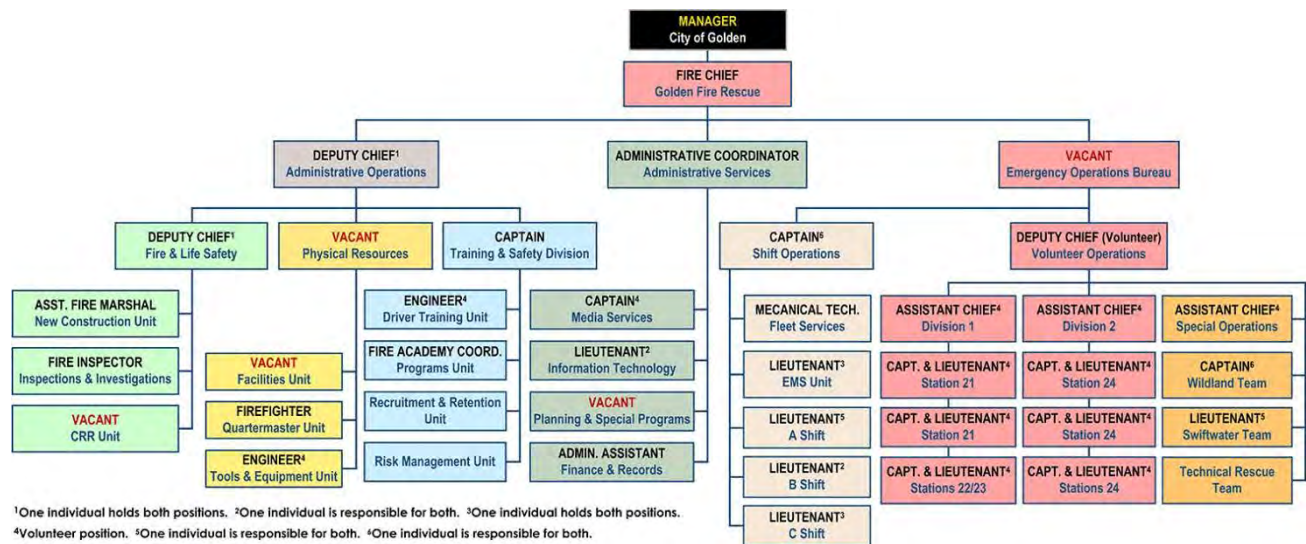 MANAGER
City of Golden
FIRE CHIEF
Golden Fire Rescue
DEPUTY CHIEF¹
Administrative Operations
ADMINISTRATIVE COORDINATOR
Administrative Services
VACANT
Emergency Operations Bureau
DEPUTY CHIEF¹
Fire & Life Safety
VACANT
Physical Resources
CAPTAIN
Training & Safety Division
CAPTAIN⁶
Shift Operations
DEPUTY CHIEF (Volunteer)
Volunteer Operations
ASST. FIRE MARSHAL
New Construction Unit
FIRE INSPECTOR
Inspections & Investigations
VACANT
CRR Unit
VACANT
Facilities Unit
FIREFIGHTER
Quartermaster Unit
ENGINEER⁴
Tools & Equipment Unit
ENGINEER⁴
Driver Training Unit
FIRE ACADEMY COORD.
Programs Unit
Recruitment & Retention
Unit
Risk Management Unit
CAPTAIN⁴
Media Services
LIEUTENANT²
Information Technology
VACANT
Planning & Special Programs
ADMIN. ASSISTANT
Finance & Records
MECANICAL TECH.
Fleet Services
LIEUTENANT³
EMS Unit
LIEUTENANT⁵
A Shift
LIEUTENANT²
B Shift
LIEUTENANT³
C Shift
ASSISTANT CHIEF⁴
Division 1
CAPT. & LIEUTENANT⁴
Station 21
CAPT. & LIEUTENANT⁴
Station 21
CAPT. & LIEUTENANT⁴
Stations 22/23
ASSISTANT CHIEF⁴
Division 2
CAPT. & LIEUTENANT⁴
Station 24
CAPT. & LIEUTENANT⁴
Station 24
CAPT. & LIEUTENANT⁴
Stations 24
ASSISTANT CHIEF⁴
Special Operations
CAPTAIN⁶
Wildland Team
LIEUTENANT⁵
Swiftwater Team
Technical Rescue
Team
¹One individual holds both positions. ²One individual is responsible for both. ³One individual holds both positions.
⁴Volunteer position. ⁵One individual is responsible for both. ⁶One individual is responsible for both.